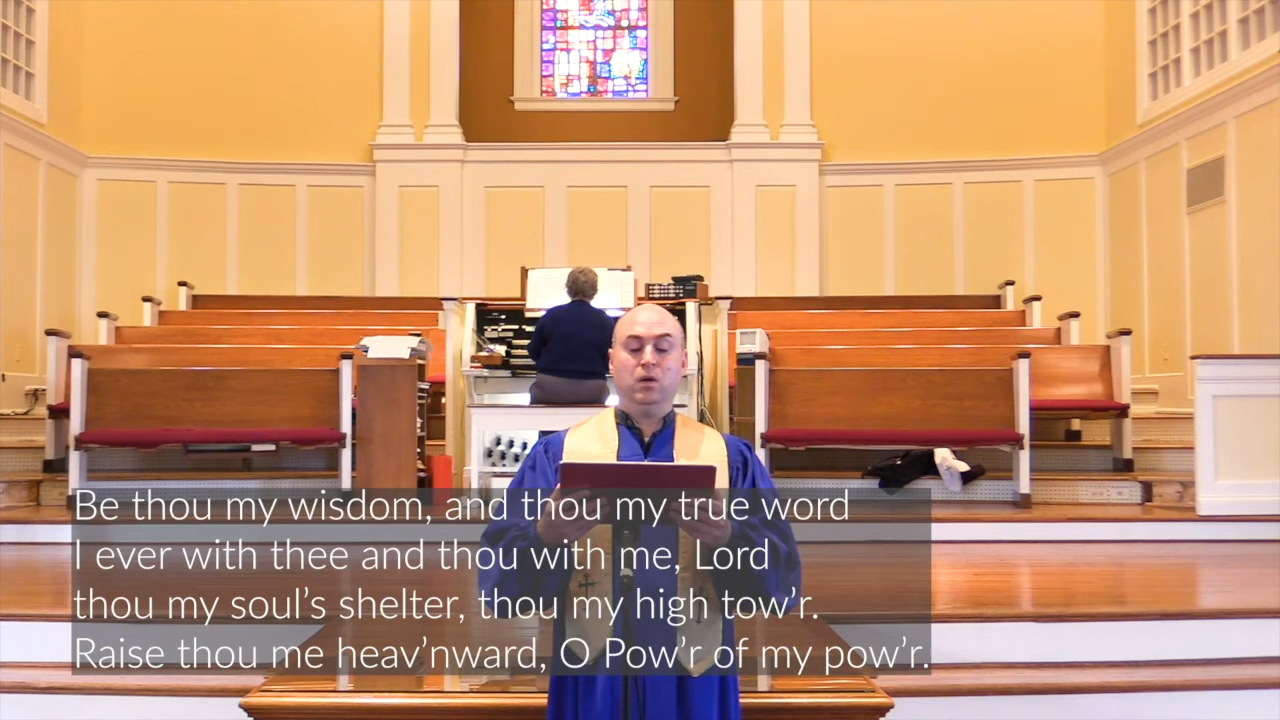 Be thou my wisdom, and thou my true word
I ever with thee and thou with me, Lord
thou my soul’s shelter, thou my high tow’r.
Raise thou me heav’nward, O Pow’r of my pow’r.